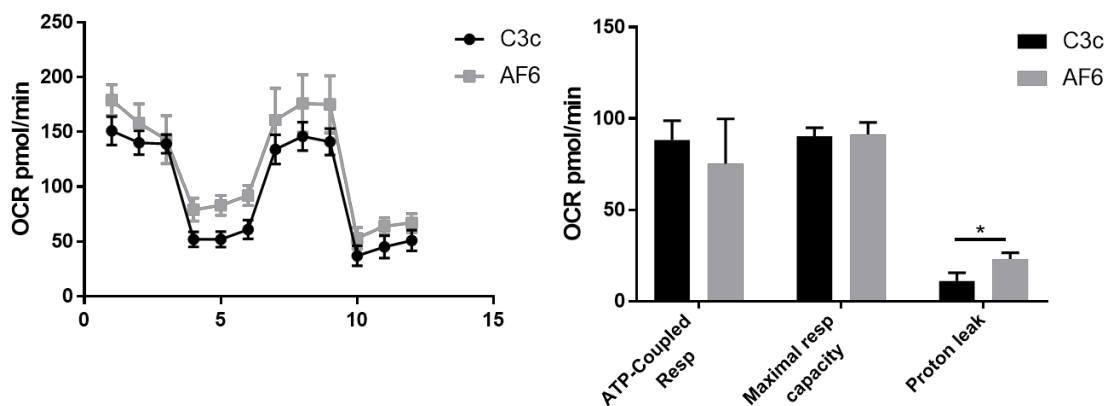 250
200
150
100
50
0
OCR pmol/min
0
5
10
15
C3c
AF6
150
100
50
0
OCR pmol/min
C3c
AF6
*
ATP-Coupled
Resp
Maximal resp
capacity
Proton leak